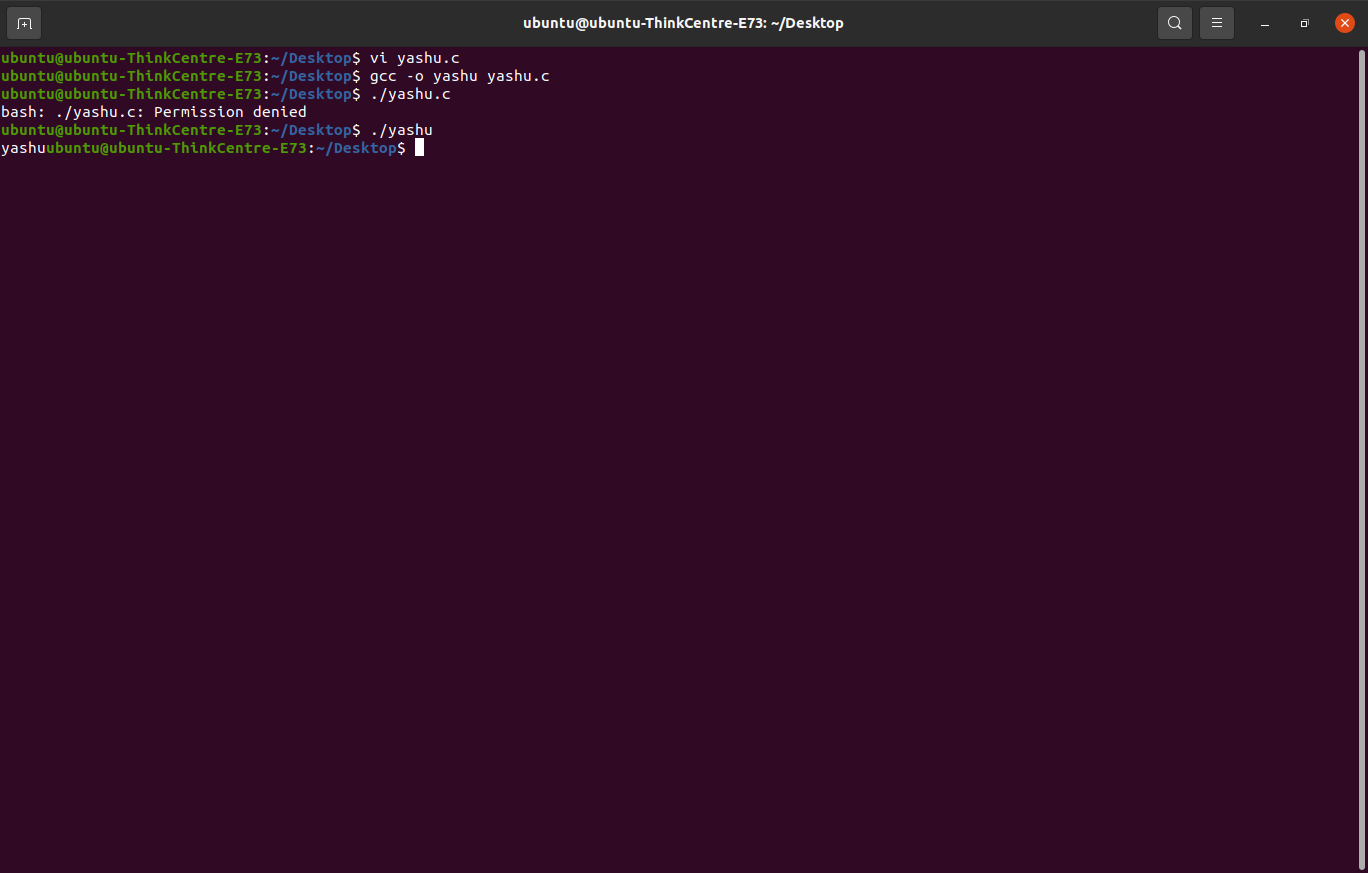 ubuntu@ubuntu-ThinkCentre-E73: ~/Desktop
ubuntu@ubuntu-ThinkCentre-E73:~/Desktop$ vi yashu.c
ubuntu@ubuntu-ThinkCentre-E73:~/Desktop$ gcc -o yashu yashu.c
ubuntu@ubuntu-ThinkCentre-E73:~/Desktop$ ./yashu.c
bash: ./yashu.c: Permission denied
ubuntu@ubuntu-ThinkCentre-E73:~/Desktop$ ./yashu
yashuubuntu@ubuntu-ThinkCentre-E73:~/Desktop$